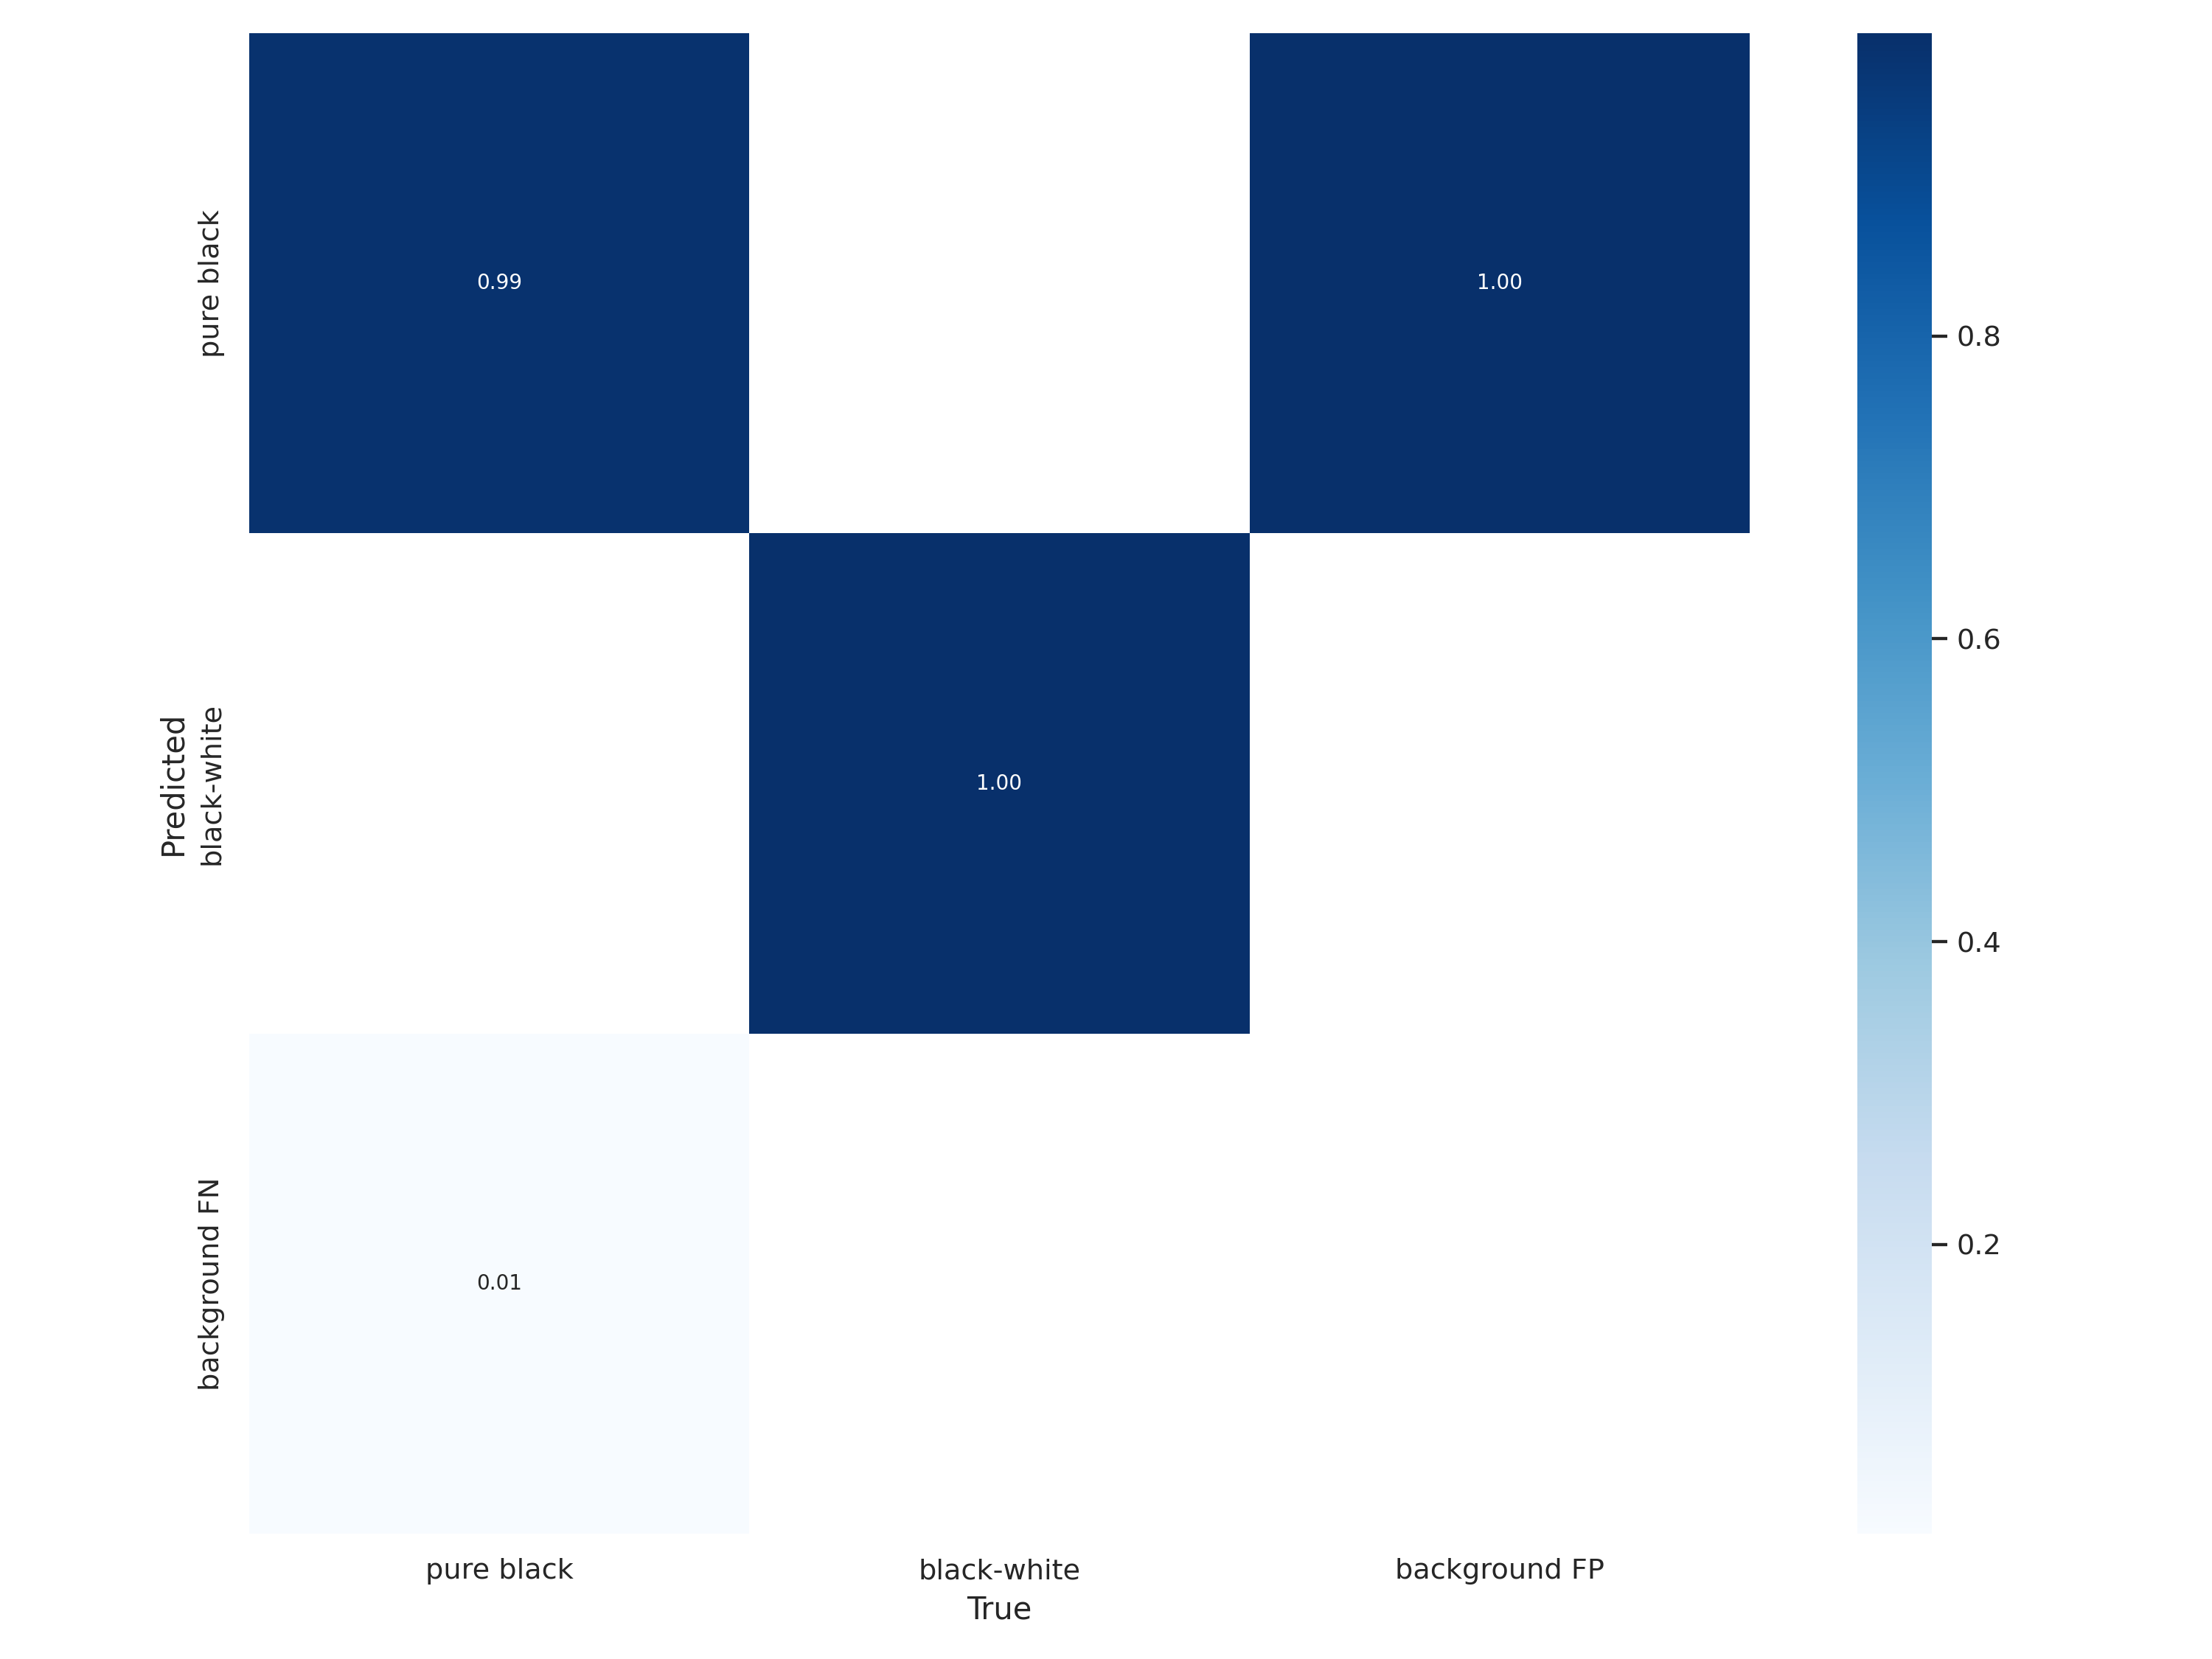 pure black
0.99
1.00
0.8
0.6
Predicted
black-white
1.00
0.4
background FN
0.01
0.2
pure black
black-white
background FP
True